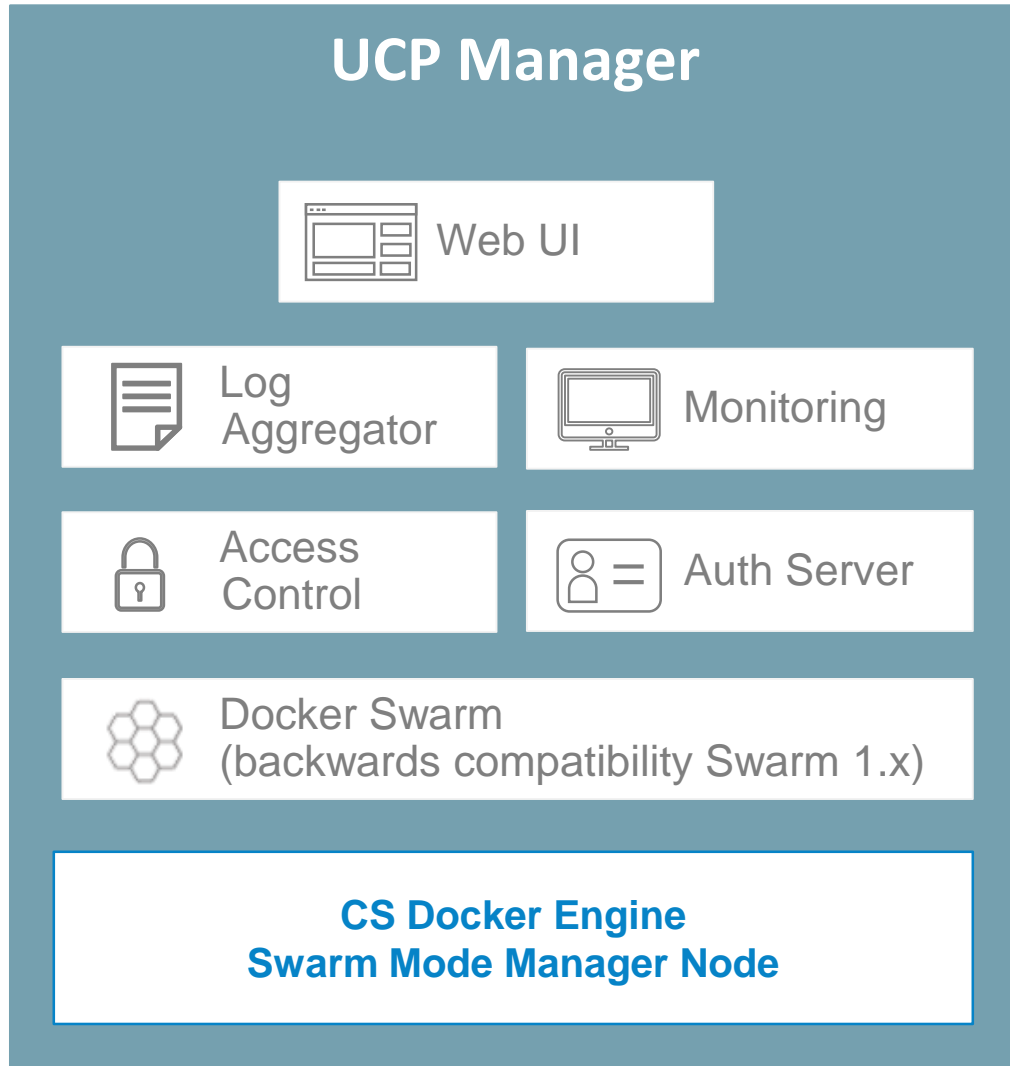 UCP Manager
Web UI
Log
Aggregator
Monitoring
Access
Control
Auth Server
Docker Swarm
(backwards compatibility Swarm 1.x)
CS Docker Engine
Swarm Mode Manager Node